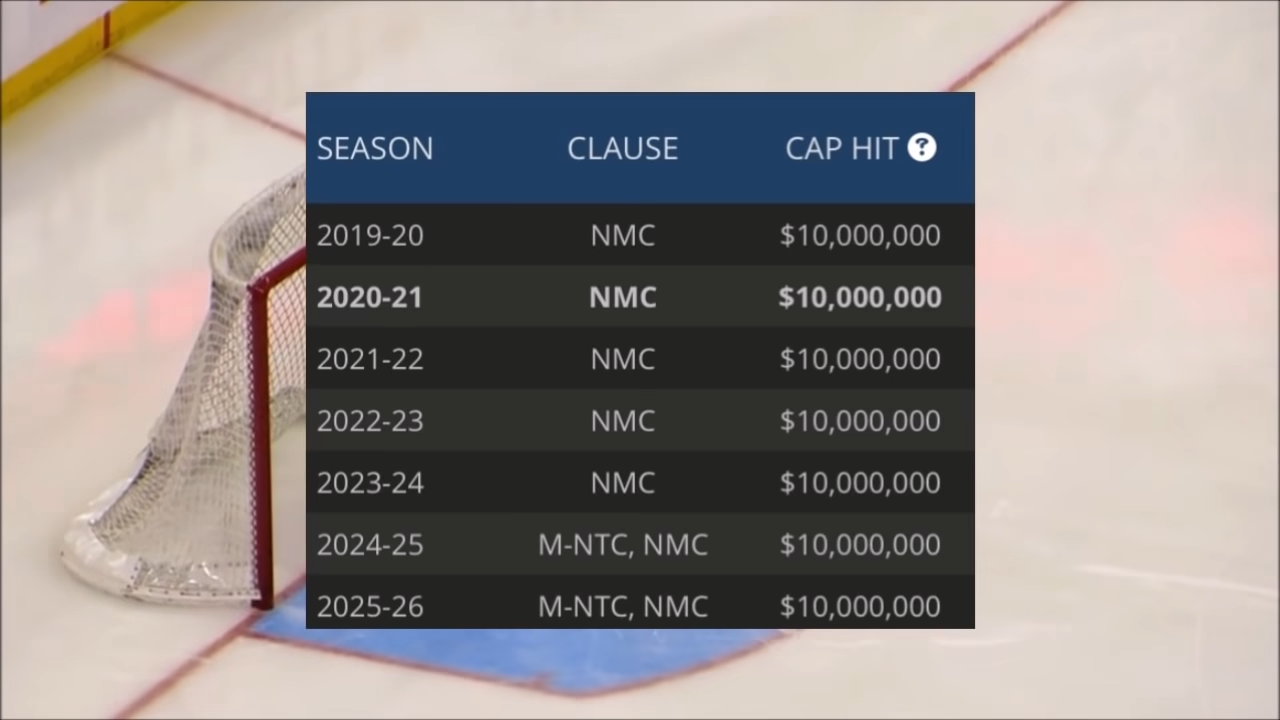 SEASON CLAUSE CAP HIT ?
2019-20 NMC $10,000,000
2020-21 NMC $10,000,000
2021-22 NMC $10,000,000
2022-23 NMC $10,000,000
2023-24 NMC $10,000,000
2024-25 M-NTC, NMC $10,000,000
2025-26 M-NTC, NMC $10,000,000